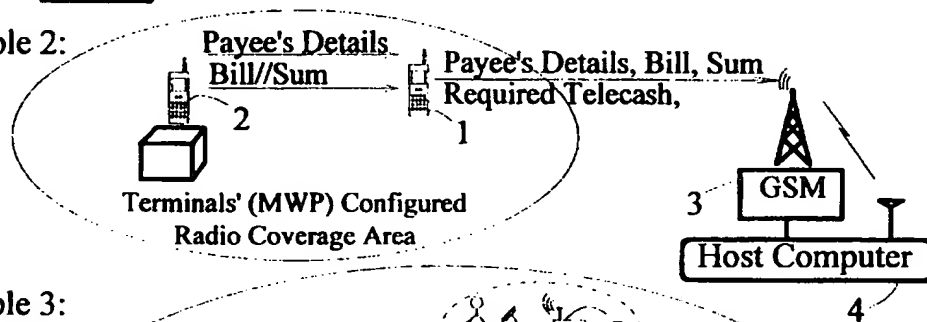 ple 2:
Payee's Details
Bill//Sum
2
1
Payee's Details, Bill, Sum
Required Telecash,
Terminals' (MWP) Configured
Radio Coverage Area
3
GSM
Host Computer
4
ple 3: